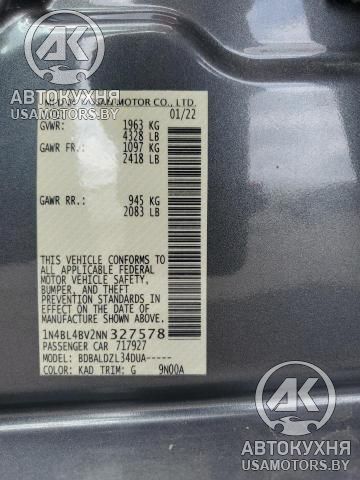 АВТОКУХНЯ
USAMOTORS.BY
АВТОКУХНЯ
USAMOTORS.BY
MOTOR CO., LTD.
01/22
GVWR: 1963 KG
4328 LB
GAWR FR.: 1097 KG
2418 LB
GAWR RR.: 945 KG
2083 LB
THIS VEHICLE CONFORMS TO
ALL APPLICABLE FEDERAL
MOTOR VEHICLE SAFETY,
BUMPER, AND THEFT
PREVENTION STANDARDS IN
EFFECT ON THE DATE OF
MANUFACTURE SHOWN ABOVE.
1N4BL4BV2NN327578
PASSENGER CAR 717927
MODEL: BDBALDZL34DUA-----
COLOR: KAD TRIM: G 9N00A
АВТОКУХНЯ
USAMOTORS.BY